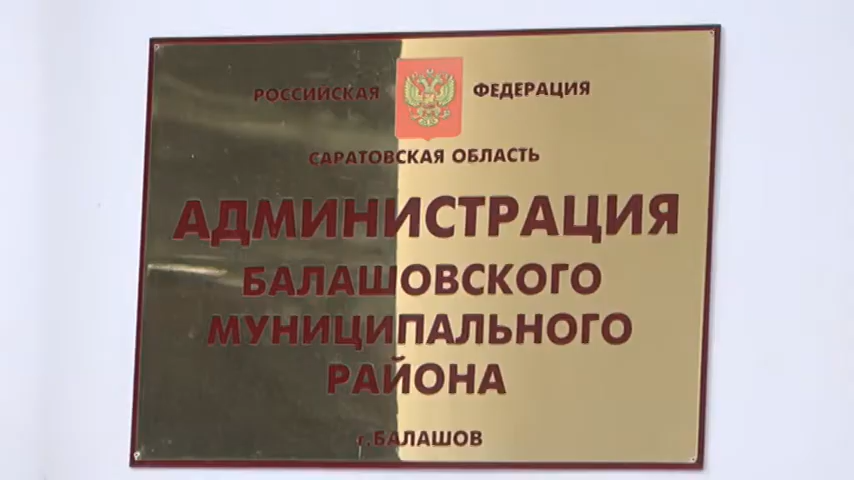 РОССИЙСКАЯ ФЕДЕРАЦИЯ
САРАТОВСКАЯ ОБЛАСТЬ
АДМИНИСТРАЦИЯ
БАЛАШОВСКОГО
МУНИЦИПАЛЬНОГО
РАЙОНА
г.БАЛАШОВ